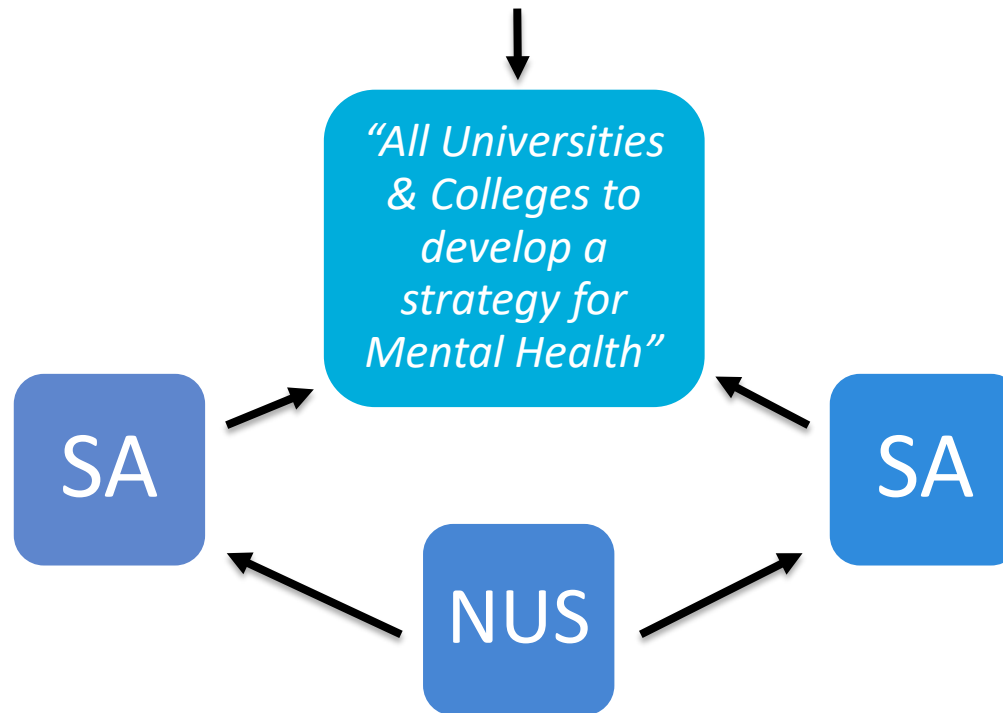 “All Universities
& Colleges to
develop a
strategy for
Mental Health”
SA
SA
NUS